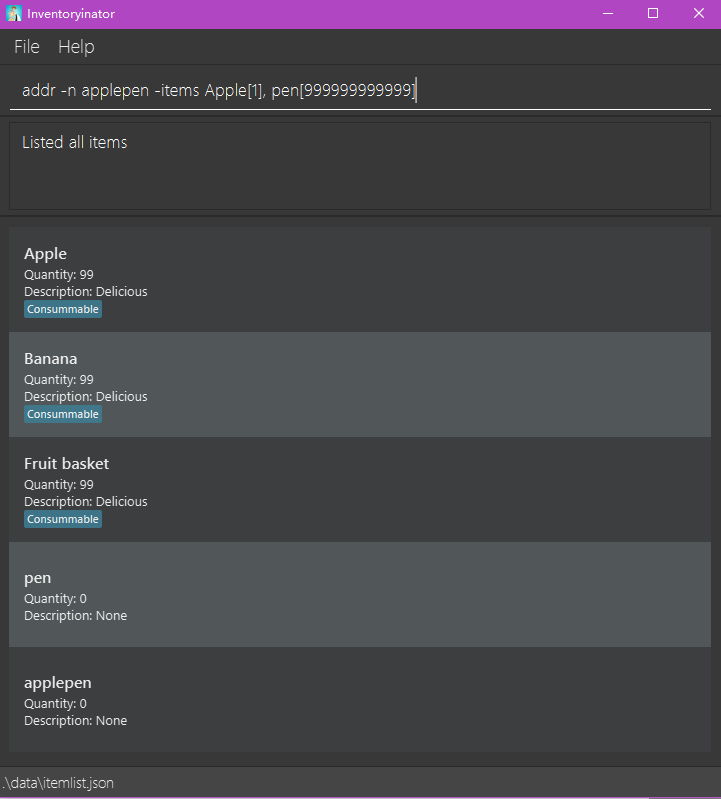 Inventoryinator
File Help
addr -n applepen -items Apple[1], pen[999999999999]
Listed all items
Apple
Quantity: 99
Description: Delicious
Consummable
Banana
Quantity: 99
Description: Delicious
Consummable
Fruit basket
Quantity: 99
Description: Delicious
Consummable
pen
Quantity: 0
Description: None
applepen
Quantity: 0
Description: None
.\data\itemlist.json